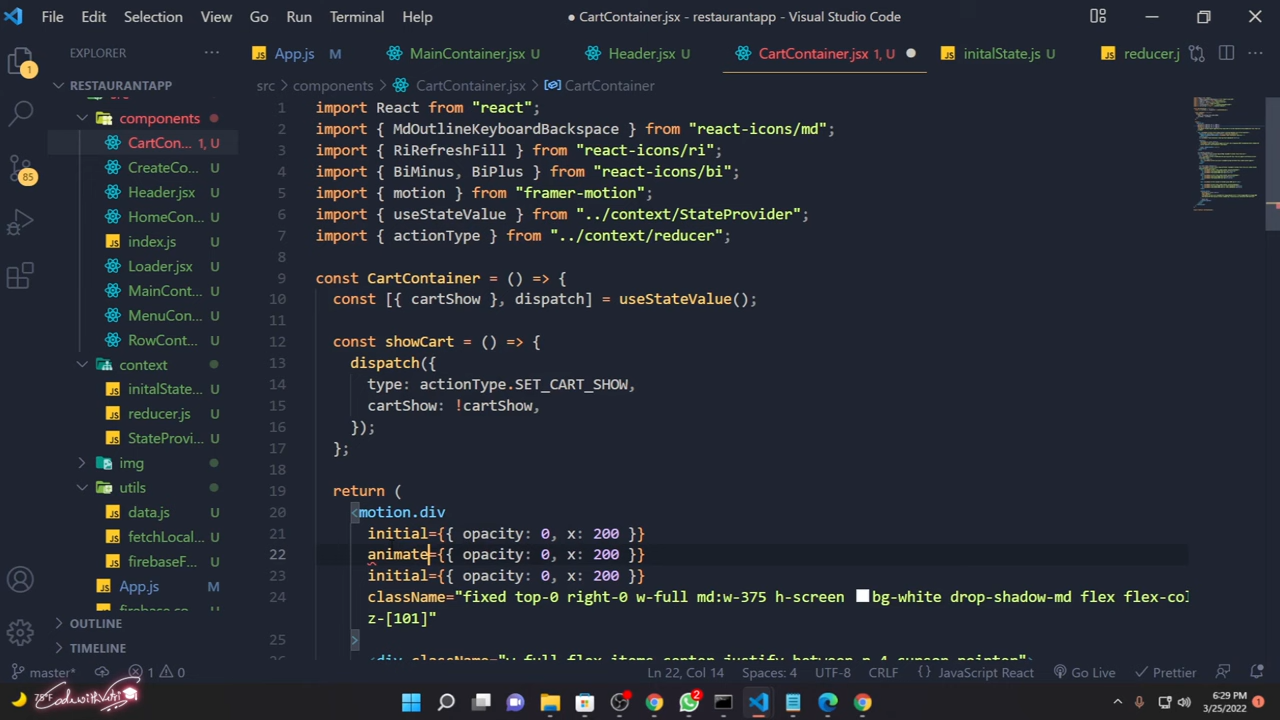 File Edit Selection View Go Run Terminal Help
● CartContainer.jsx - restaurantapp - Visual Studio Code
EXPLORER
App.js M
MainContainer.jsx U
Header.jsx U
CartContainer.jsx 1, U
initalState.js U
reducer.j
RESTAURANTAPP
src > components > CartContainer.jsx > CartContainer
components
CartCon... 1, U
CreateCo... U
Header.jsx U
HomeCon... U
index.js U
Loader.jsx U
MainCont... U
MenuCon... U
RowCont... U
context
initalState... U
reducer.js U
StateProvi... U
img
utils
data.js U
fetchLocal... U
firebaseF... U
App.js M
OUTLINE
TIMELINE
1
85
1 import React from "react";
2 import { MdOutlineKeyboardBackspace } from "react-icons/md";
3 import { RiRefreshFill } from "react-icons/ri";
4 import { BiMinus, BiPlus } from "react-icons/bi";
5 import { motion } from "framer-motion";
6 import { useStateValue } from "../context/StateProvider";
7 import { actionType } from "../context/reducer";
8
9 const CartContainer = () => {
10 const [{ cartShow }, dispatch] = useStateValue();
11
12 const showCart = () => {
13 dispatch({
14 type: actionType.SET_CART_SHOW,
15 cartShow: !cartShow,
16 });
17 };
18
19 return (
20 <motion.div
21 initial={{ opacity: 0, x: 200 }}
22 animate={{ opacity: 0, x: 200 }}
23 initial={{ opacity: 0, x: 200 }}
24 className="fixed top-0 right-0 w-full md:w-375 h-screen bg-white drop-shadow-md flex flex-col
z-[101]"
25 >
master* 1 0
Ln 22, Col 14 Spaces: 4 UTF-8 CRLF {} JavaScript React Go Live Prettier
78°F
2
6:29 PM
3/25/2022
1